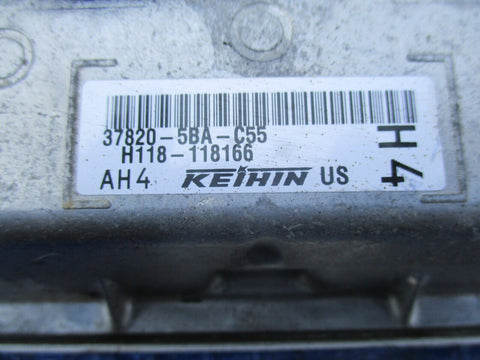 37820-5BA-C55
H118-118166
AH4 KEIHIN US
H4